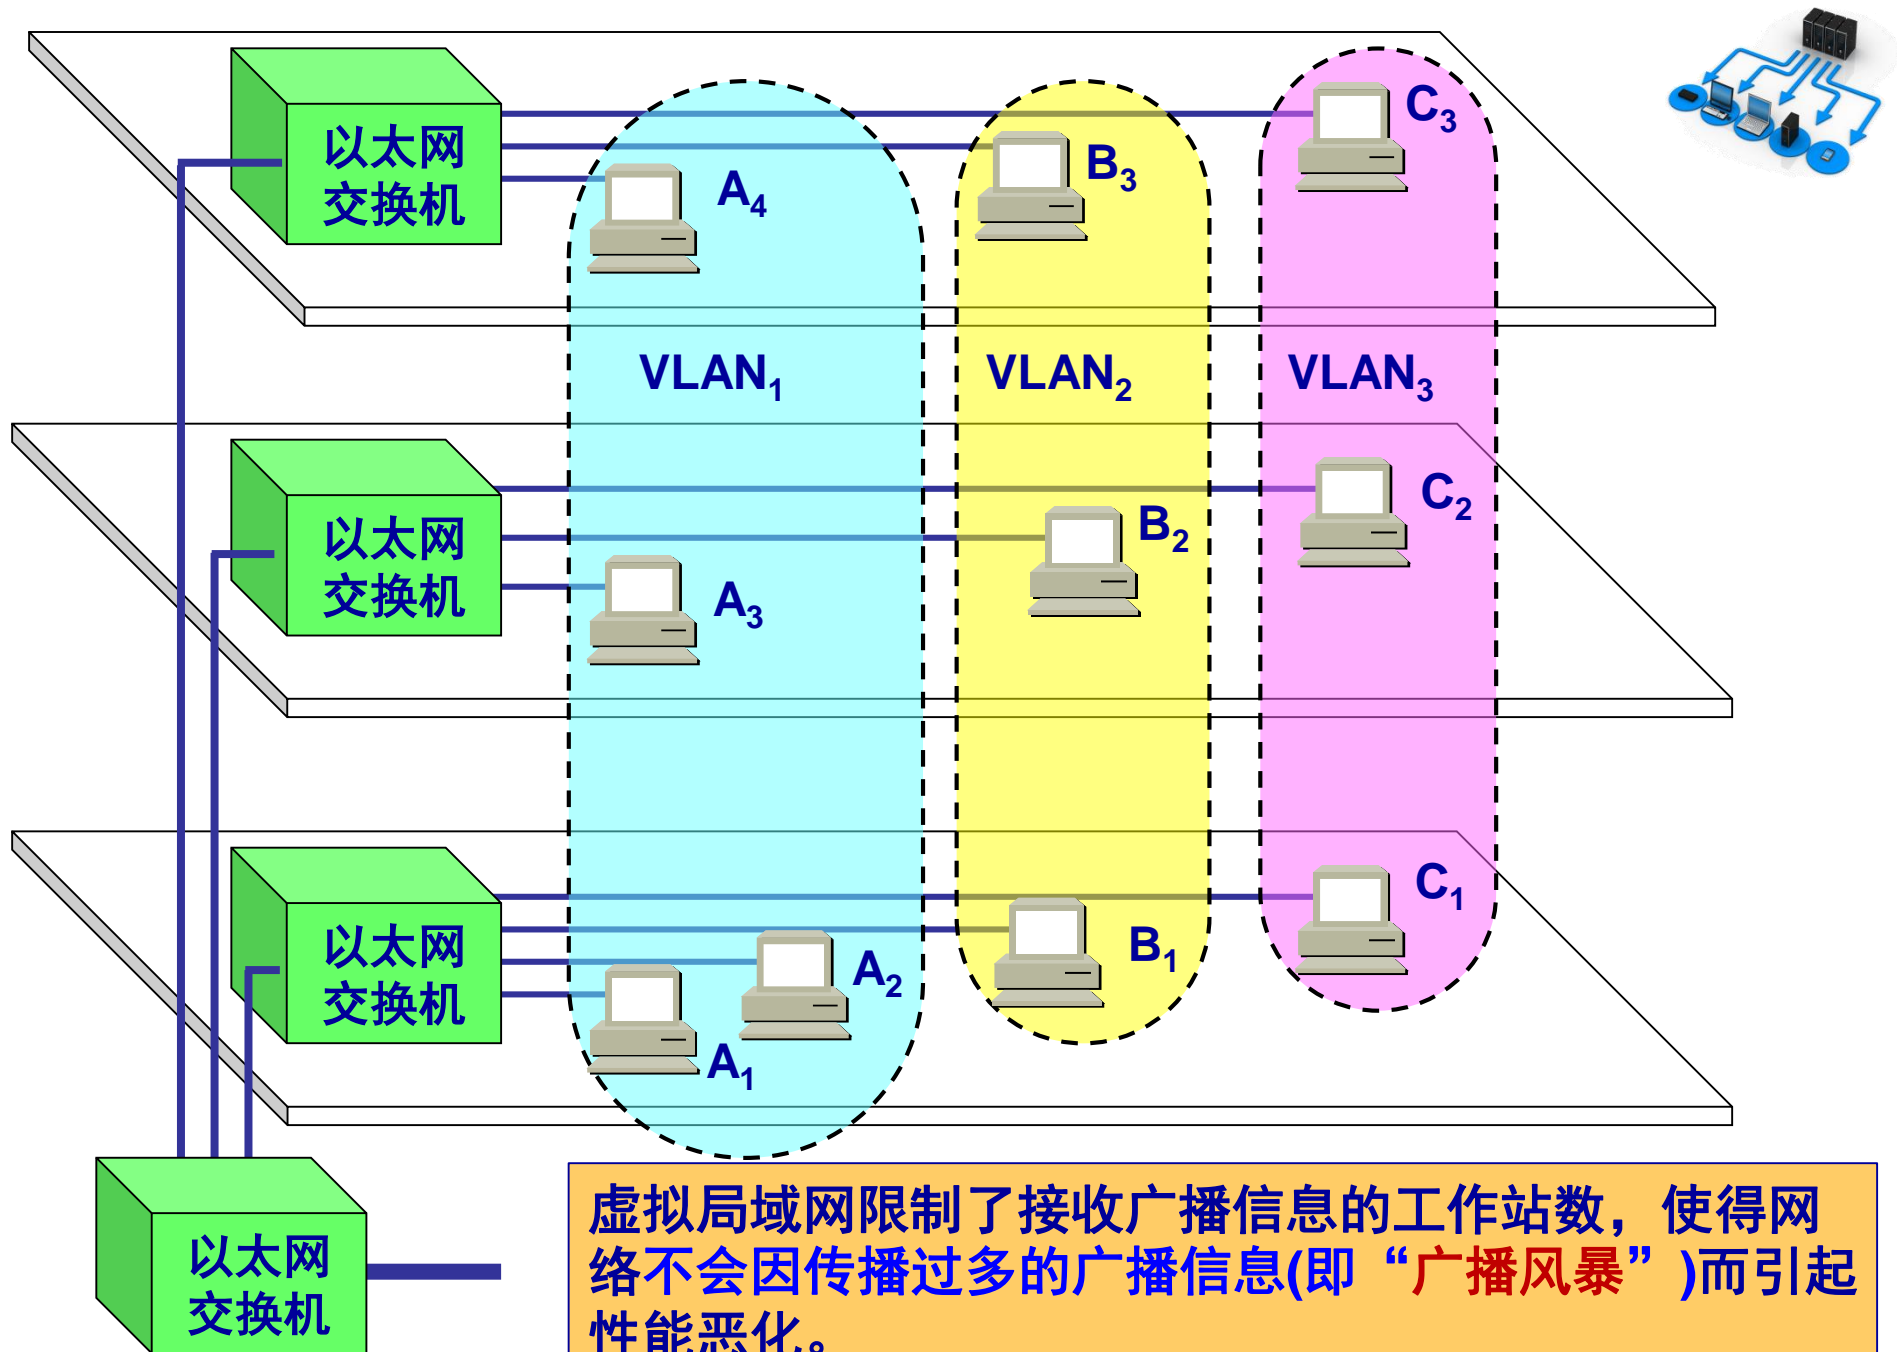 以太网
交换机
A4
B3
C3
VLAN1
VLAN2
VLAN3
以太网
交换机
A3
B2
C2
以太网
交换机
A1
A2
B1
C1
以太网
交换机
虚拟局域网限制了接收广播信息的工作站数，使得网
络不会因传播过多的广播信息(即“广播风暴”)而引起
性能恶化。